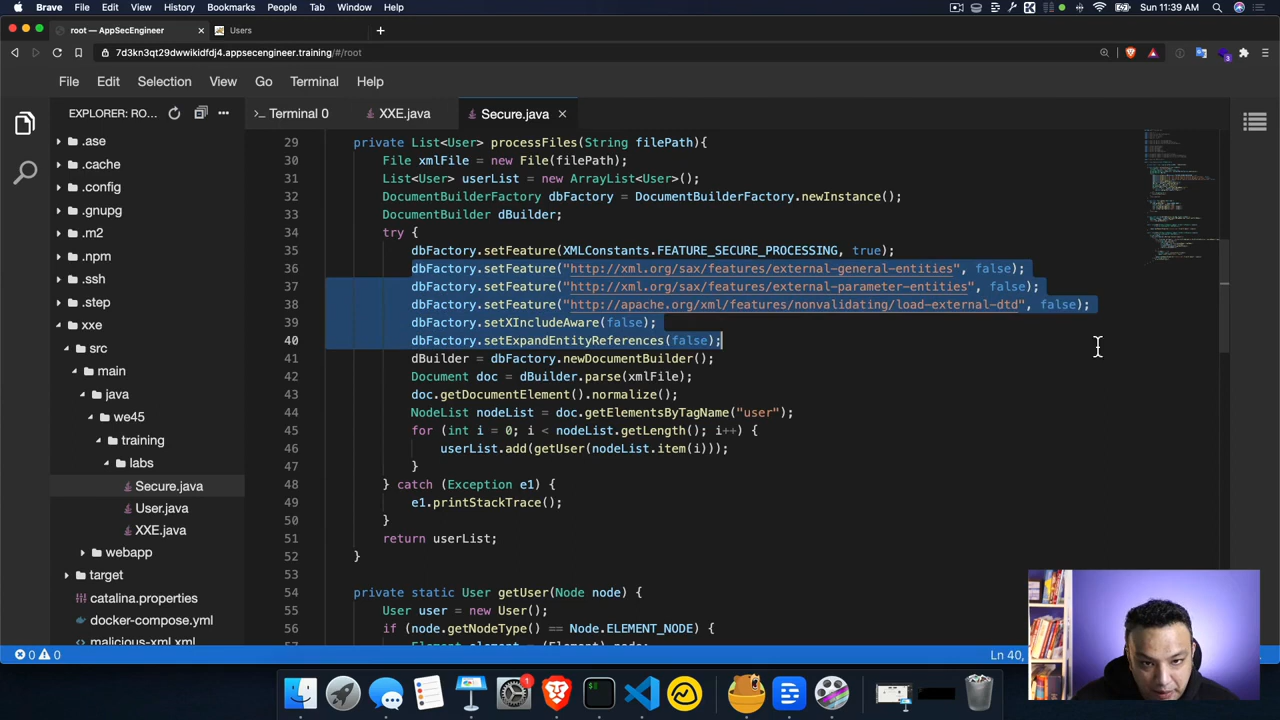 Brave File Edit View History Bookmarks People Tab Window Help
Sun 11:39 AM
root — AppSecEngineer
Users
7d3kn3qt29dwwikidfdj4.appsecengineer.training/#/root
3
File Edit Selection View Go Terminal Help
EXPLORER: RO...
Terminal 0
XXE.java
Secure.java
.ase
.cache
.config
.gnupg
.m2
.npm
.ssh
.step
xxe
src
main
java
we45
training
labs
Secure.java
User.java
XXE.java
webapp
target
catalina.properties
docker-compose.yml
malicious-xml.xml
29 private List<User> processFiles(String filePath){
30 File xmlFile = new File(filePath);
31 List<User> userList = new ArrayList<User>();
32 DocumentBuilderFactory dbFactory = DocumentBuilderFactory.newInstance();
33 DocumentBuilder dBuilder;
34 try {
35 dbFactory.setFeature(XMLConstants.FEATURE_SECURE_PROCESSING, true);
36 dbFactory.setFeature("http://xml.org/sax/features/external-general-entities", false);
37 dbFactory.setFeature("http://xml.org/sax/features/external-parameter-entities", false);
38 dbFactory.setFeature("http://apache.org/xml/features/nonvalidating/load-external-dtd", false);
39 dbFactory.setXIncludeAware(false);
40 dbFactory.setExpandEntityReferences(false);
41 dBuilder = dbFactory.newDocumentBuilder();
42 Document doc = dBuilder.parse(xmlFile);
43 doc.getDocumentElement().normalize();
44 NodeList nodeList = doc.getElementsByTagName("user");
45 for (int i = 0; i < nodeList.getLength(); i++) {
46 userList.add(getUser(nodeList.item(i)));
47 }
48 } catch (Exception e1) {
49 e1.printStackTrace();
50 }
51 return userList;
52 }
53
54 private static User getUser(Node node) {
55 User user = new User();
56 if (node.getNodeType() == Node.ELEMENT_NODE) {
57 Element element = (Element) node;
0 0
Ln 40,
1